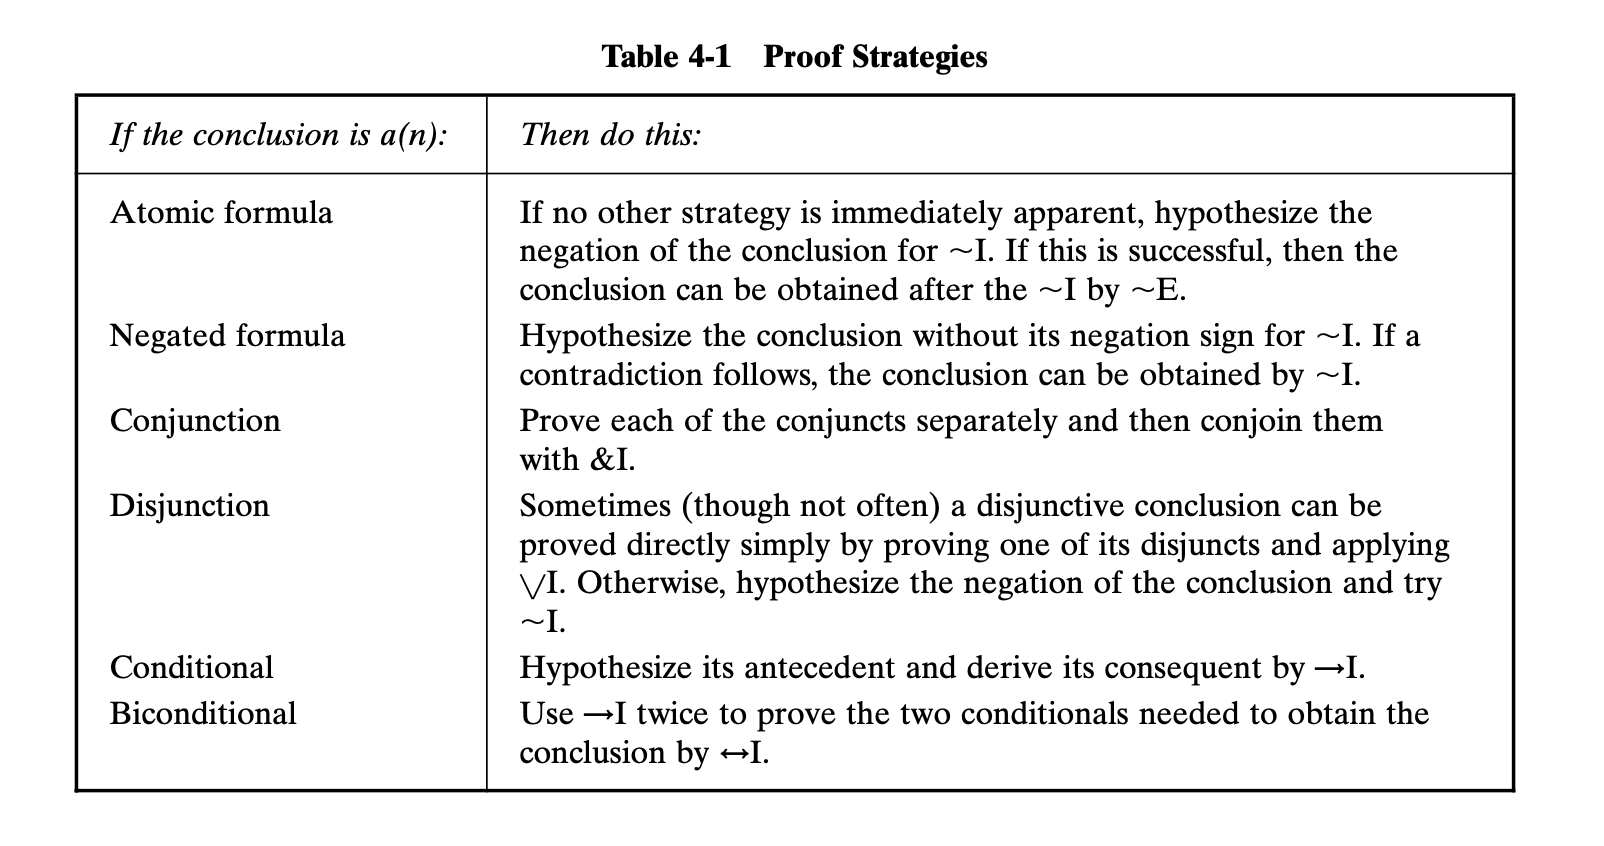 Table 4-1 Proof Strategies
If the conclusion is a(n):
Then do this:
Atomic formula
If no other strategy is immediately apparent, hypothesize the
negation of the conclusion for ~I. If this is successful, then the
conclusion can be obtained after the ~I by ~E.
Negated formula
Hypothesize the conclusion without its negation sign for ~I. If a
contradiction follows, the conclusion can be obtained by ~I.
Conjunction
Prove each of the conjuncts separately and then conjoin them
with &I.
Disjunction
Sometimes (though not often) a disjunctive conclusion can be
proved directly simply by proving one of its disjuncts and applying
∨I. Otherwise, hypothesize the negation of the conclusion and try
~I.
Conditional
Hypothesize its antecedent and derive its consequent by →I.
Biconditional
Use →I twice to prove the two conditionals needed to obtain the
conclusion by ↔I.